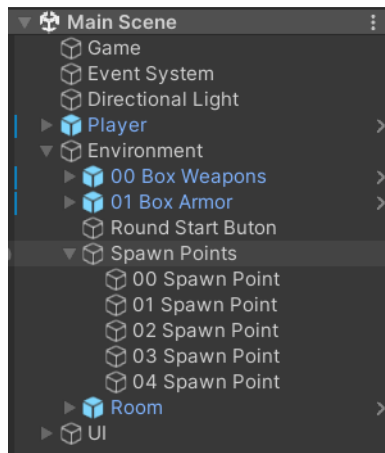 Main Scene
Game
Event System
Directional Light
Player
Environment
00 Box Weapons
01 Box Armor
Round Start Buton
Spawn Points
00 Spawn Point
01 Spawn Point
02 Spawn Point
03 Spawn Point
04 Spawn Point
Room
UI